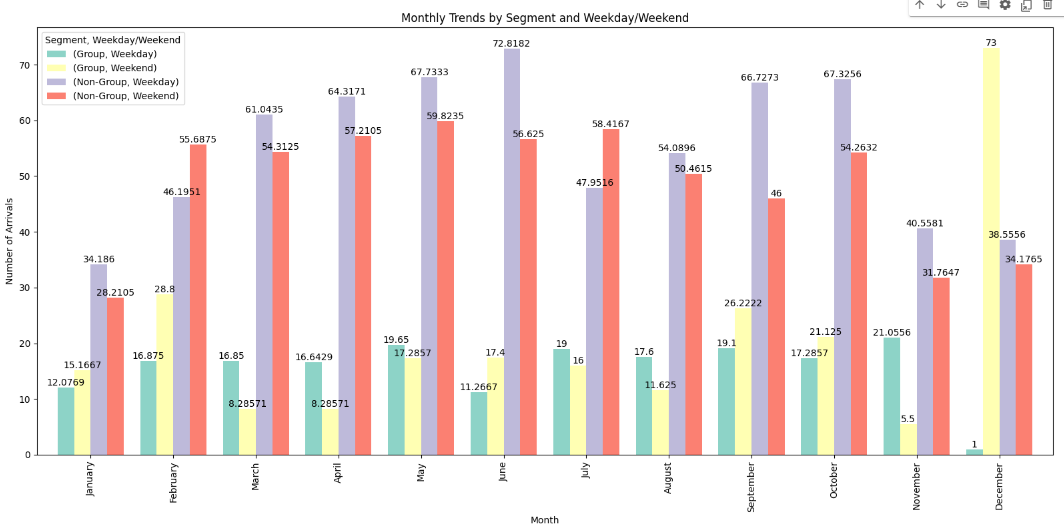 Monthly Trends by Segment and Weekday/Weekend
Segment, Weekday/Weekend
(Group, Weekday)
(Group, Weekend)
(Non-Group, Weekday)
(Non-Group, Weekend)
Number of Arrivals
70
60
50
40
30
20
10
0
12.0769
15.1667
34.186
28.2105
16.875
28.8
46.1951
55.6875
16.85
8.28571
61.0435
54.3125
16.6429
8.28571
64.3171
57.2105
19.65
17.2857
67.7333
59.8235
11.2667
17.4
72.8182
56.625
19
16
47.9516
58.4167
17.6
11.625
54.0896
50.4615
19.1
26.2222
66.7273
46
17.2857
21.125
67.3256
54.2632
21.0556
5.5
40.5581
31.7647
1
73
38.5556
34.1765
January
February
March
April
May
June
July
August
September
October
November
December
Month